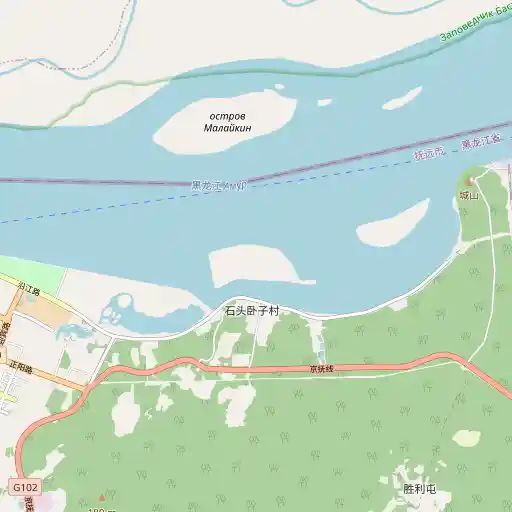 Заповедник Бас
остров
Малайкин
黑龙江省
抚远市
黑龙江 Амур
城山
沿江路
石头卧子村
正阳路
京抚线
G102
胜利屯